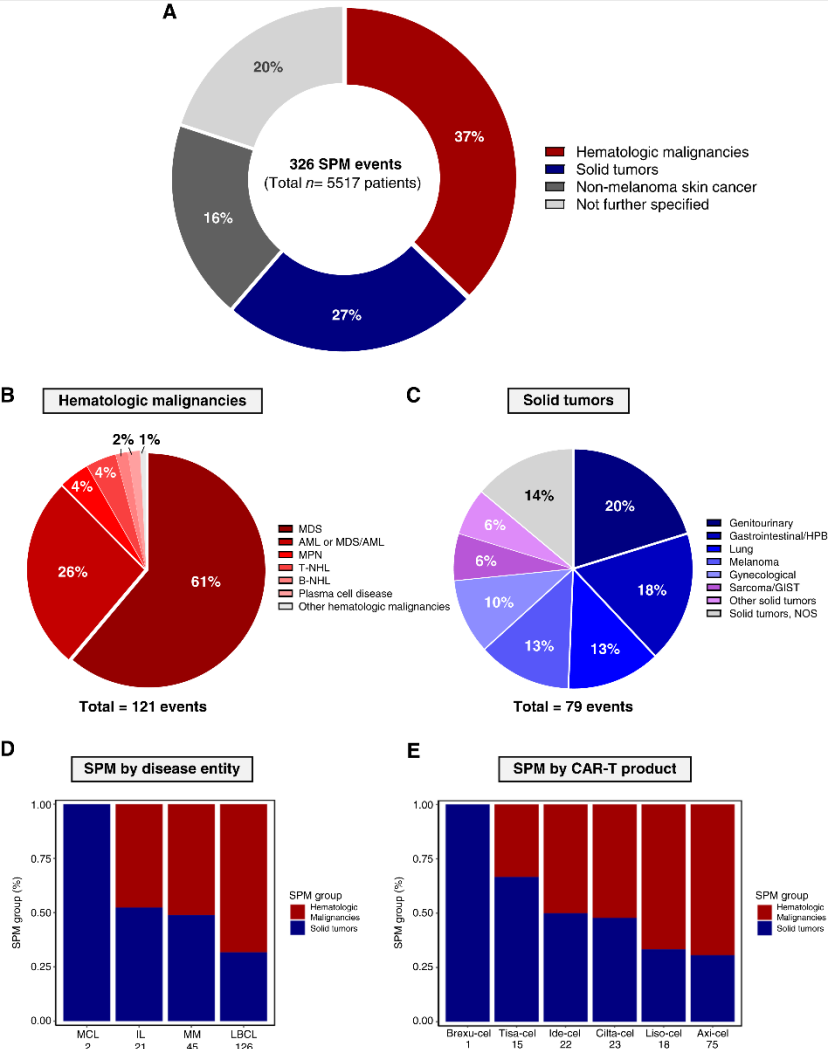 A
20%
37%
326 SPM events
(Total n= 5517 patients)
16%
27%
Hematologic malignancies
Solid tumors
Non-melanoma skin cancer
Not further specified
B
Hematologic malignancies
2% 1%
4%
4%
26%
61%
MDS
AML or MDS/AML
MPN
T-NHL
B-NHL
Plasma cell disease
Other hematologic malignancies
Total = 121 events
C
Solid tumors
14%
20%
6%
6%
18%
10%
13%
13%
Genitourinary
Gastrointestinal/HPB
Lung
Melanoma
Gynecological
Sarcoma/GIST
Other solid tumors
Solid tumors, NOS
Total = 79 events
D
SPM by disease entity
SPM group (%)
1.00
0.75
0.50
0.25
0.00
MCL IL MM LBCL
2 21 45 126
SPM group
Hematologic
Malignancies
Solid tumors
E
SPM by CAR-T product
SPM group (%)
1.00
0.75
0.50
0.25
0.00
Brexu-cel Tisa-cel Ide-cel Cilta-cel Liso-cel Axi-cel
1 15 22 23 18 75
SPM group
Hematologic
Malignancies
Solid tumors